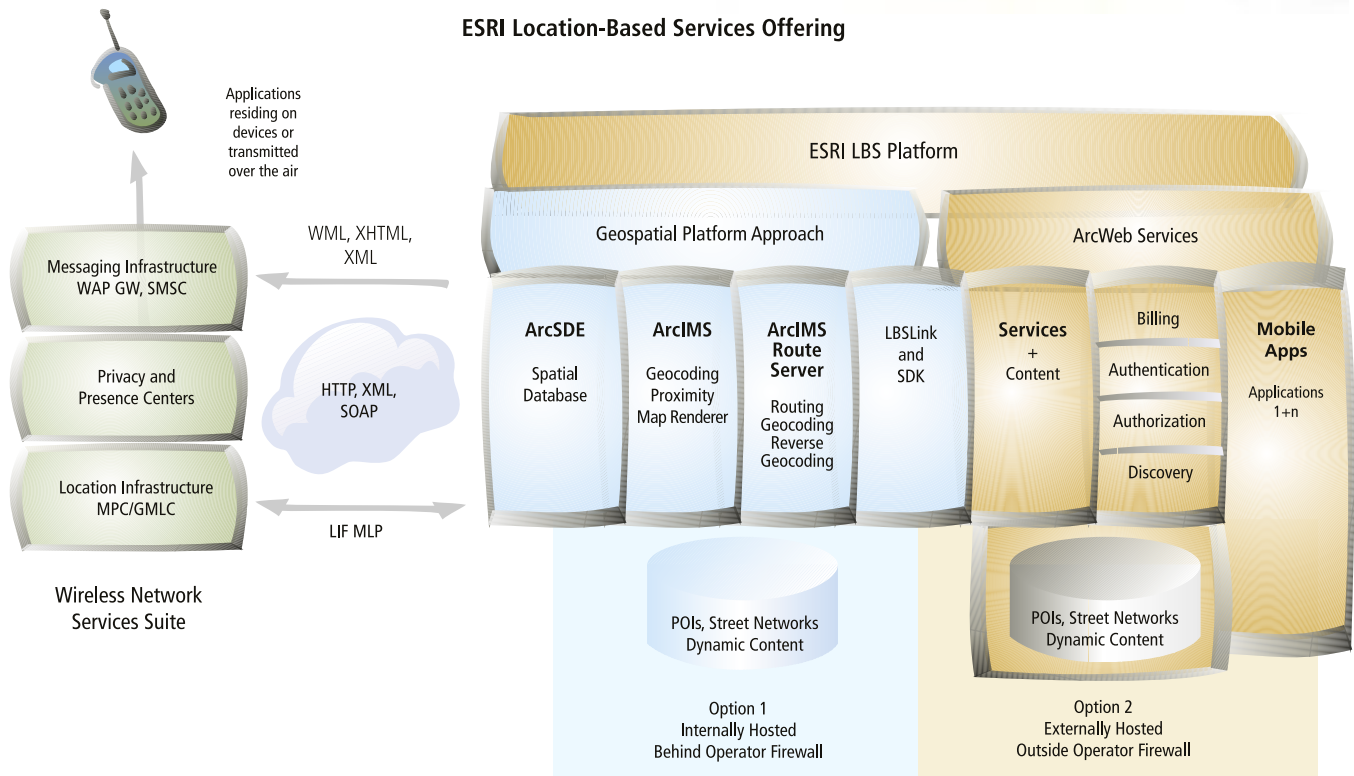 ESRI Location-Based Services Offering
Applications
residing on
devices or
transmitted
over the air
Messaging Infrastructure
WAP GW, SMSC
Privacy and
Presence Centers
Location Infrastructure
MPC/GMLC
Wireless Network
Services Suite
WML, XHTML,
XML
HTTP, XML,
SOAP
LIF MLP
ESRI LBS Platform
Geospatial Platform Approach
ArcWeb Services
ArcSDE
Spatial
Database
ArcIMS
Geocoding
Proximity
Map Renderer
ArcIMS
Route
Server
Routing
Geocoding
Reverse
Geocoding
LBSLink
and
SDK
Services
+
Content
Billing
Authentication
Authorization
Discovery
Mobile
Apps
Applications
1+n
POIs, Street Networks
Dynamic Content
Option 1
Internally Hosted
Behind Operator Firewall
POIs, Street Networks
Dynamic Content
Option 2
Externally Hosted
Outside Operator Firewall